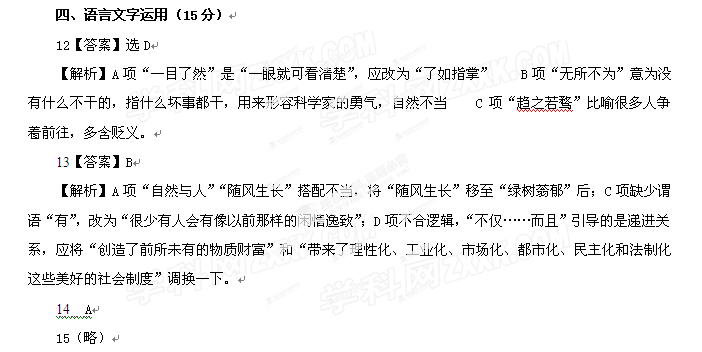 四、语言文字运用（15 分）
12【答案】选 D
【解析】A 项“一目了然”是“一眼就可看清楚”，应改为“了如指掌” B 项“无所不为”意为没
有什么不干的，指什么坏事都干，用来形容科学家的勇气，自然不当 C 项“趋之若鹜”比喻很多人争
着前往，多含贬义。
13【答案】B
【解析】A 项“自然与人”“随风生长”搭配不当，将“随风生长”移至“绿树蓊郁”后；C 项缺少谓
语“有”，改为“很少有人会有像以前那样的闲情逸致”；D 项不合逻辑，“不仅……而且”引导的是递进关
系，应将“创造了前所未有的物质财富”和“带来了理性化、工业化、市场化、都市化、民主化和法制化
这些美好的社会制度”调换一下。
14 A
15（略）